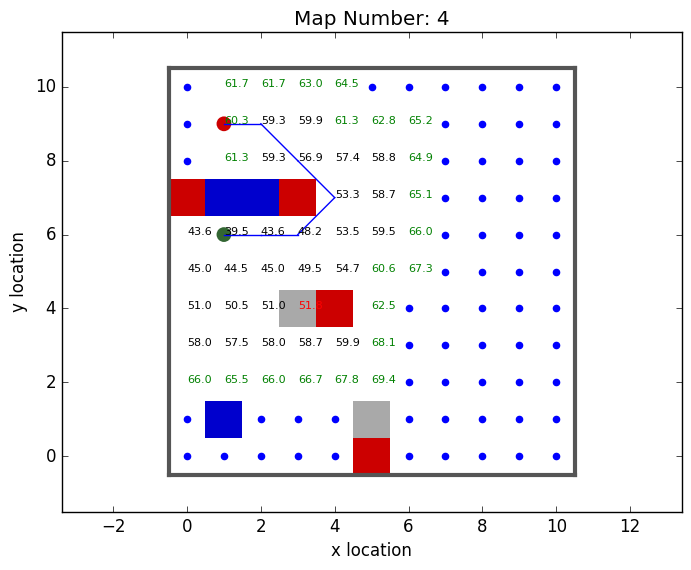 Map Number: 4
10
61.7 61.7 63.0 64.5
60.3 59.3 59.9 61.3 62.8 65.2
8
61.3 59.3 56.9 57.4 58.8 64.9
53.3 58.7 65.1
6
43.6 39.5 43.6 48.2 53.5 59.5 66.0
45.0 44.5 45.0 49.5 54.7 60.6 67.3
4
51.0 50.5 51.0 62.5
58.0 57.5 58.0 58.7 59.9 68.1
2
66.0 65.5 66.0 66.7 67.8 69.4
0
−2 0 2 4 6 8 10 12
x location
y location